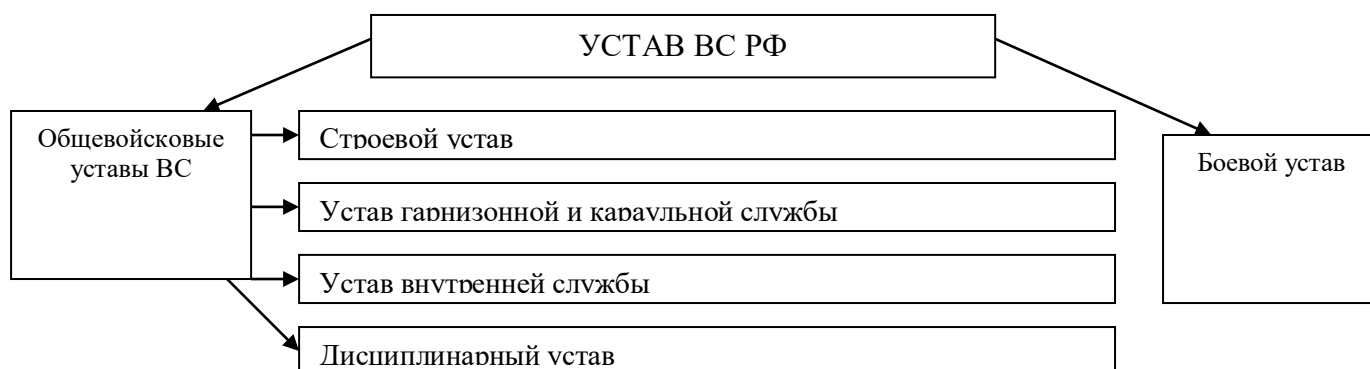 УСТАВ ВС РФ
Общевойсковые
уставы ВС
Строевой устав
Боевой устав
Устав гарнизонной и караульной службы
Устав внутренней службы
Дисциплинарный устав